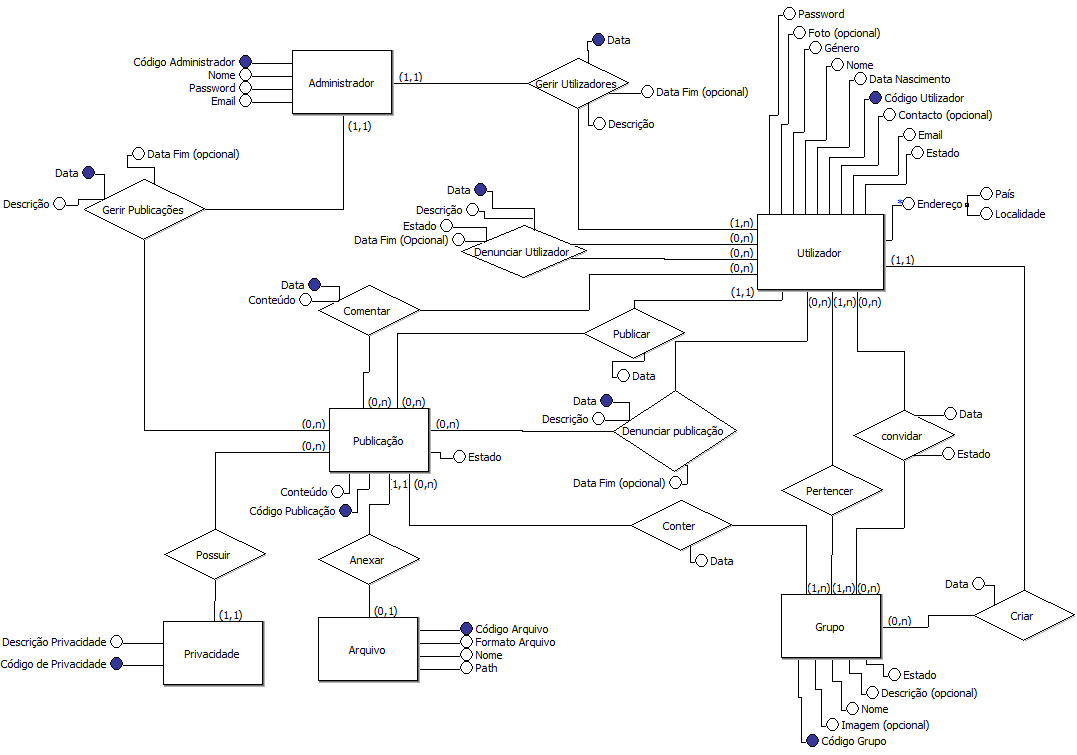 Password
Foto (opcional)
Género
Nome
Data Nascimento
Código Utilizador
Contacto (opcional)
Email
Estado
Endereço
País
Localidade
Utilizador
Código Administrador
Nome
Password
Email
Administrador
(1,1)
(1,1)
Data
Gerir Utilizadores
Data Fim (opcional)
Descrição
Data Fim (opcional)
Data
Descrição
Gerir Publicações
Data
Descrição
Estado
Data Fim (Opcional)
Denunciar Utilizador
(1,n)
(0,n)
(0,n)
(0,n)
(1,1)
(1,1)
(0,n)
(1,n)
(0,n)
Data
Conteúdo
Comentar
Publicar
Data
Data
Descrição
Denunciar publicação
Data Fim (opcional)
Data
convidar
Estado
Pertencer
(0,n)
(0,n)
(0,n)
(0,n)
(0,n)
Publicação
Estado
Conteúdo
Código Publicação
1,1
(0,n)
Conter
Data
Possuir
Anexar
(1,1)
(0,1)
Descrição Privacidade
Código de Privacidade
Privacidade
Arquivo
Código Arquivo
Formato Arquivo
Nome
Path
(1,n)
(1,n)
(0,n)
Grupo
(0,n)
Data
Criar
Estado
Descrição (opcional)
Nome
Imagem (opcional)
Código Grupo